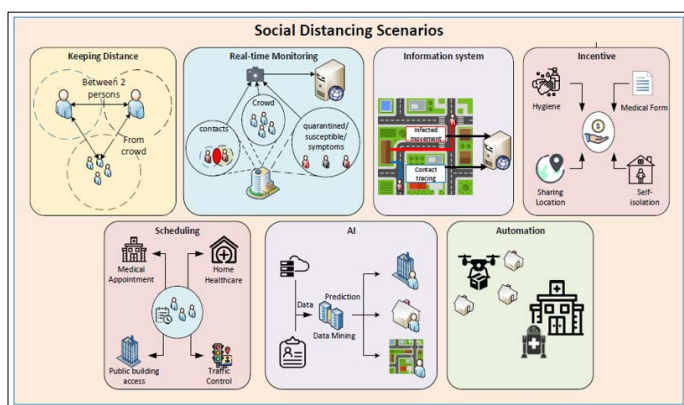 Social Distancing Scenarios
Keeping Distance
Between 2
persons
From
crowd
Real-time Monitoring
contacts
Crowd
quarantined/
susceptible/
symptoms
Information system
Infected
movement
Contact
tracing
Incentive
Hygiene
Medical Form
Sharing
Location
Self-
isolation
Scheduling
Medical
Appointment
Home
Healthcare
Public building
access
Traffic
Control
AI
Data
Prediction
Data Mining
Automation